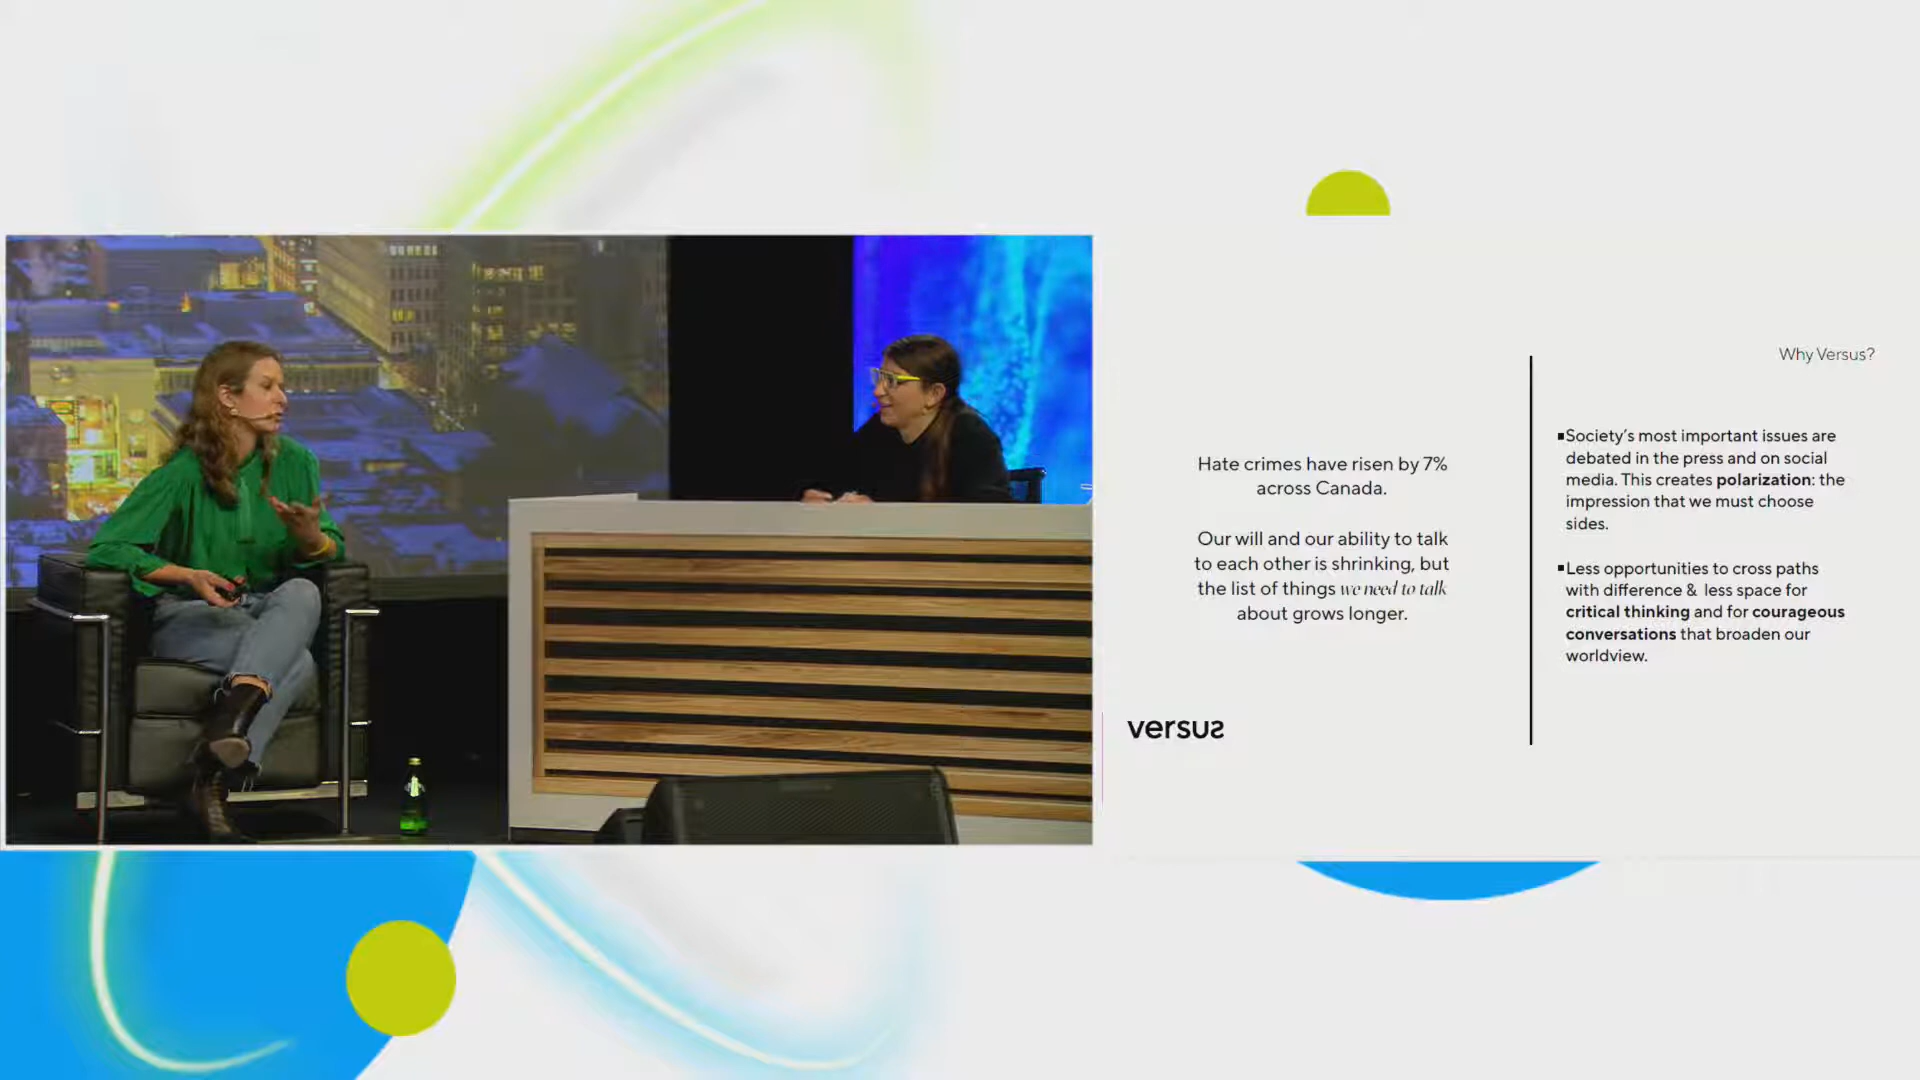 Hate crimes have risen by 7%
across Canada.
Our will and our ability to talk
to each other is shrinking, but
the list of things we need to talk
about grows longer.
versus
Why Versus?
▪Society's most important issues are
debated in the press and on social
media. This creates polarization: the
impression that we must choose
sides.
▪Less opportunities to cross paths
with difference & less space for
critical thinking and for courageous
conversations that broaden our
worldview.